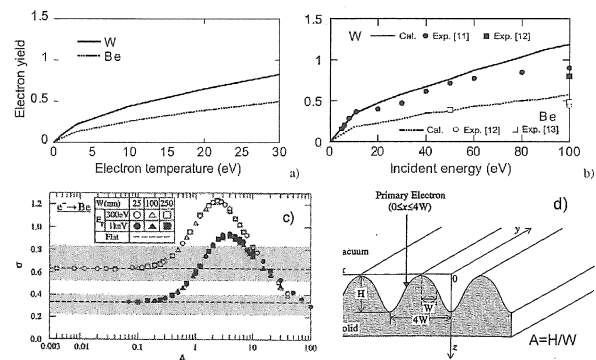 1.5
W
Be
1
0.5
0
Electron yield
0 5 10 15 20 25 30
Electron temperature (eV)
a)
1.5
W Cal. Exp. [11] Exp. [12]
1
0.5
0
Be
Cal. Exp. [12] Exp. [13]
0 20 40 60 80 100
Incident energy (eV)
b)
e⁻→Be
W(nm) 25 100 250
300eV
1keV
Flat
c)
1.2
0.9
0.6
0.3
0.0
σ
0.003 0.01 0.1 1 10 100
Primary Electron
(0≤x≤4W)
d)
acuum
y
0
H
W
4W
olid
z
A=H/W